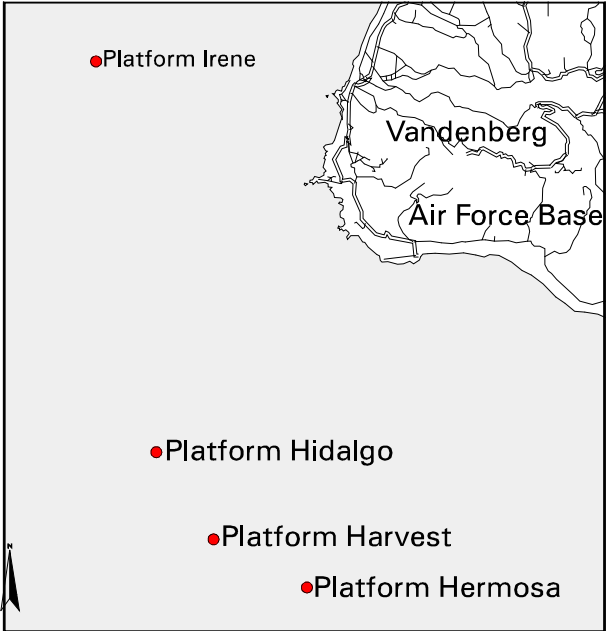 Platform Irene
Vandenberg
Air Force Base
Platform Hidalgo
Platform Harvest
N
Platform Hermosa